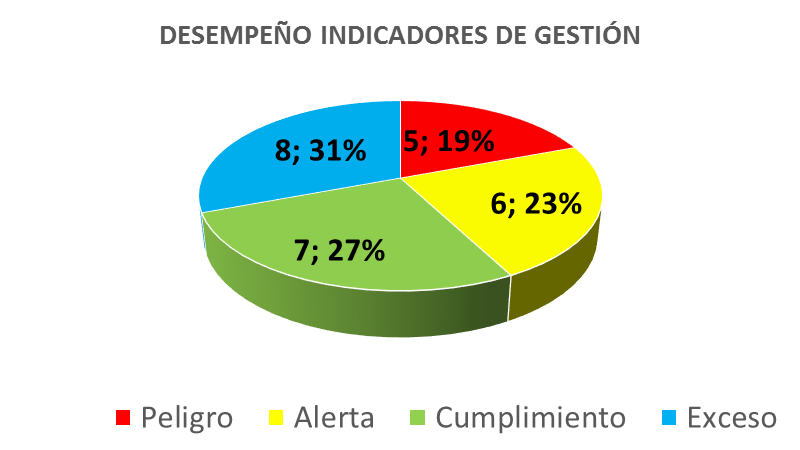 DESEMPEÑO INDICADORES DE GESTIÓN
8; 31%
5; 19%
6; 23%
7; 27%
Peligro Alerta Cumplimiento Exceso